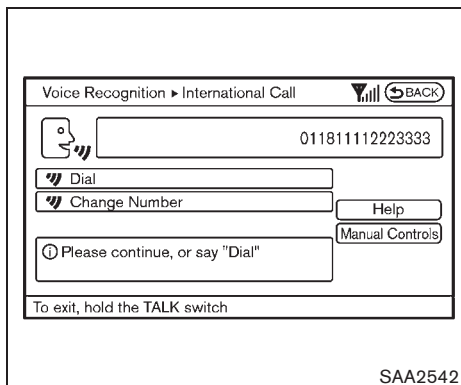 Voice Recognition ▸ International Call BACK
011811112223333
Dial
Change Number
Help
Manual Controls
ⓘ Please continue, or say "Dial"
To exit, hold the TALK switch
SAA2542